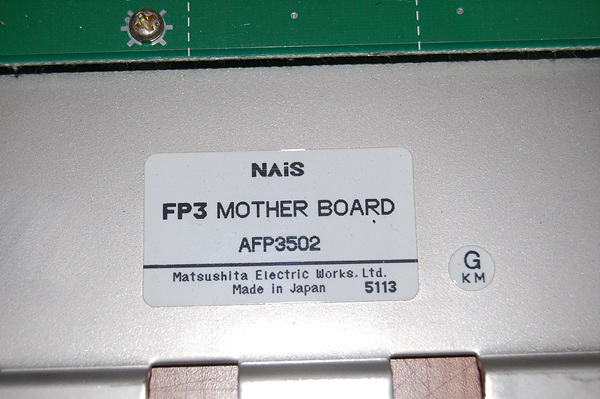 NAiS
FP3 MOTHER BOARD
AFP3502
Matsushita Electric Works.Ltd.
Made in Japan 5113
G
KM